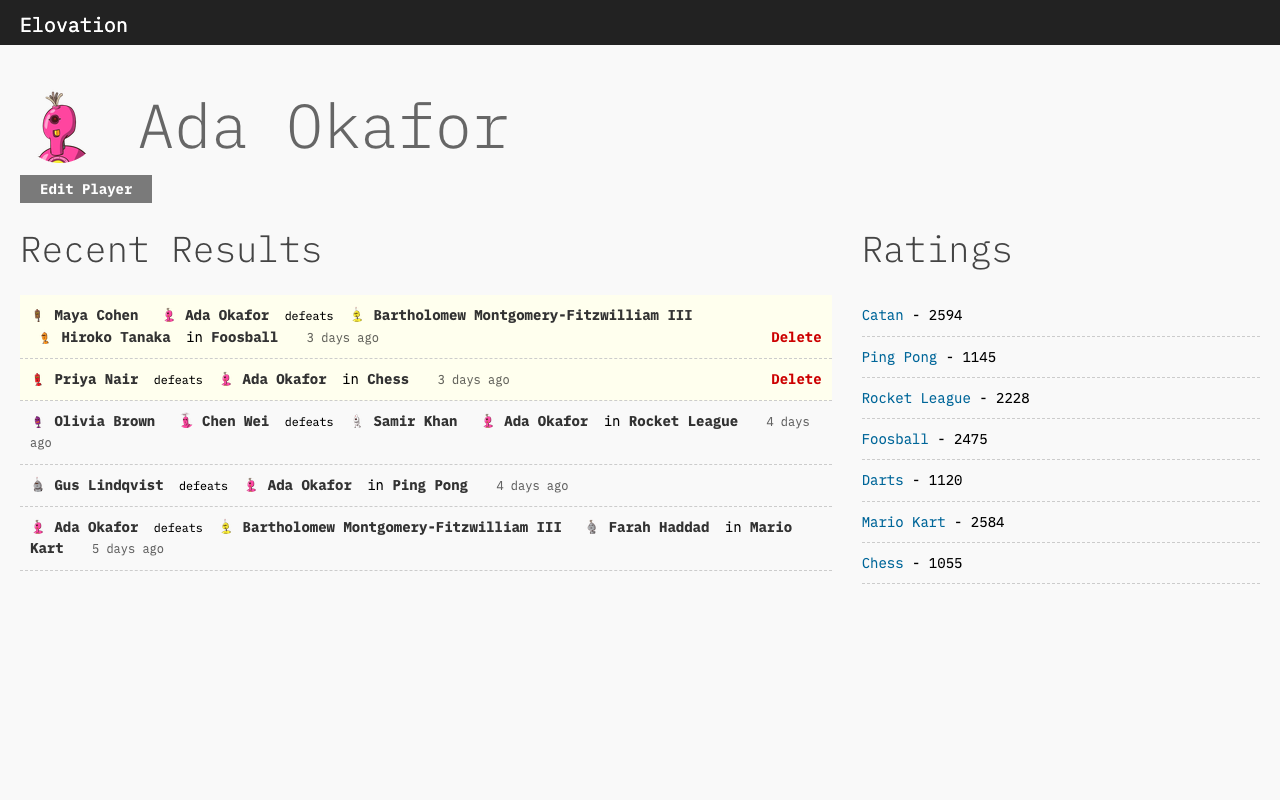 Elovation
Ada Okafor
Edit Player
Recent Results
Maya Cohen Ada Okafor defeats Bartholomew Montgomery-Fitzwilliam III
Hiroko Tanaka in Foosball 3 days ago Delete
Priya Nair defeats Ada Okafor in Chess 3 days ago Delete
Olivia Brown Chen Wei defeats Samir Khan Ada Okafor in Rocket League 4 days
ago
Gus Lindqvist defeats Ada Okafor in Ping Pong 4 days ago
Ada Okafor defeats Bartholomew Montgomery-Fitzwilliam III Farah Haddad in Mario
Kart 5 days ago
Ratings
Catan - 2594
Ping Pong - 1145
Rocket League - 2228
Foosball - 2475
Darts - 1120
Mario Kart - 2584
Chess - 1055